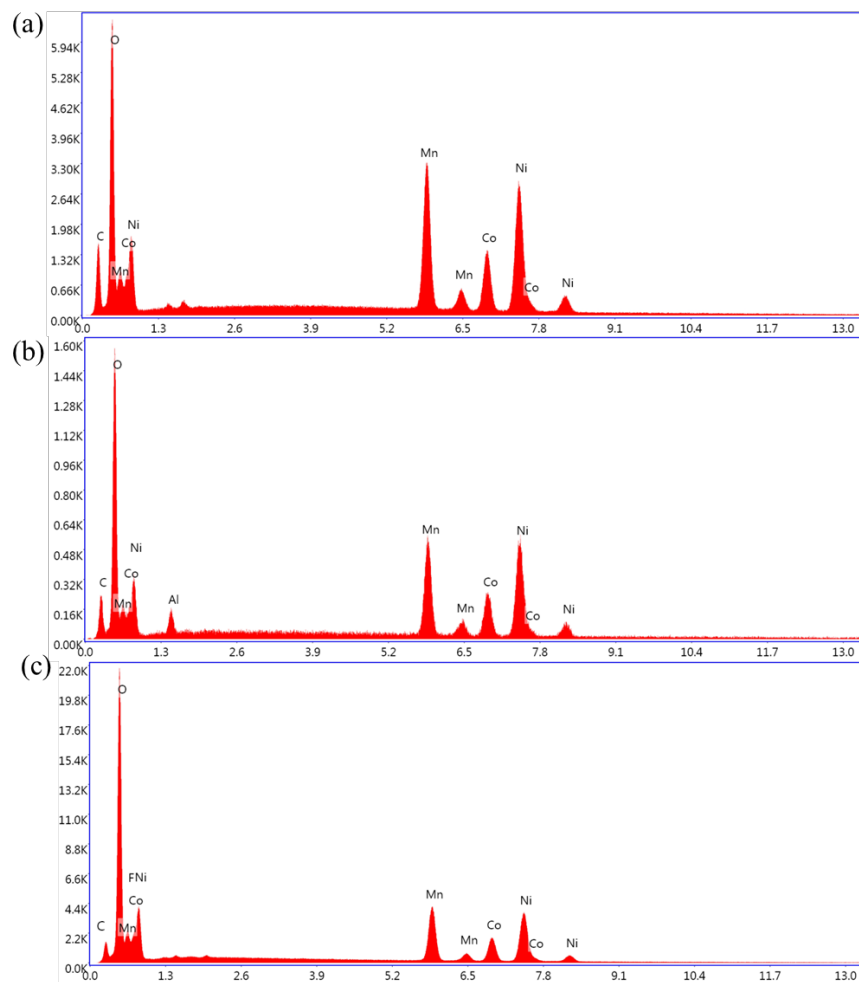 (a)
5.94K
5.28K
4.62K
3.96K
3.30K
2.64K
1.98K
1.32K
0.66K
0.00K
O
C
Mn
Co
Ni
Mn
Mn
Co
Ni
Co
Ni
0.0 1.3 2.6 3.9 5.2 6.5 7.8 9.1 10.4 11.7 13.0
(b)
1.60K
1.44K
1.28K
1.12K
0.96K
0.80K
0.64K
0.48K
0.32K
0.16K
0.00K
O
C
Mn
Co
Ni
Al
Mn
Mn
Co
Ni
Co
Ni
0.0 1.3 2.6 3.9 5.2 6.5 7.8 9.1 10.4 11.7 13.0
(c)
22.0K
19.8K
17.6K
15.4K
13.2K
11.0K
8.8K
6.6K
4.4K
2.2K
0.0K
O
C
Mn
Co
FNi
Mn
Mn
Co
Ni
Co
Ni
0.0 1.3 2.6 3.9 5.2 6.5 7.8 9.1 10.4 11.7 13.0